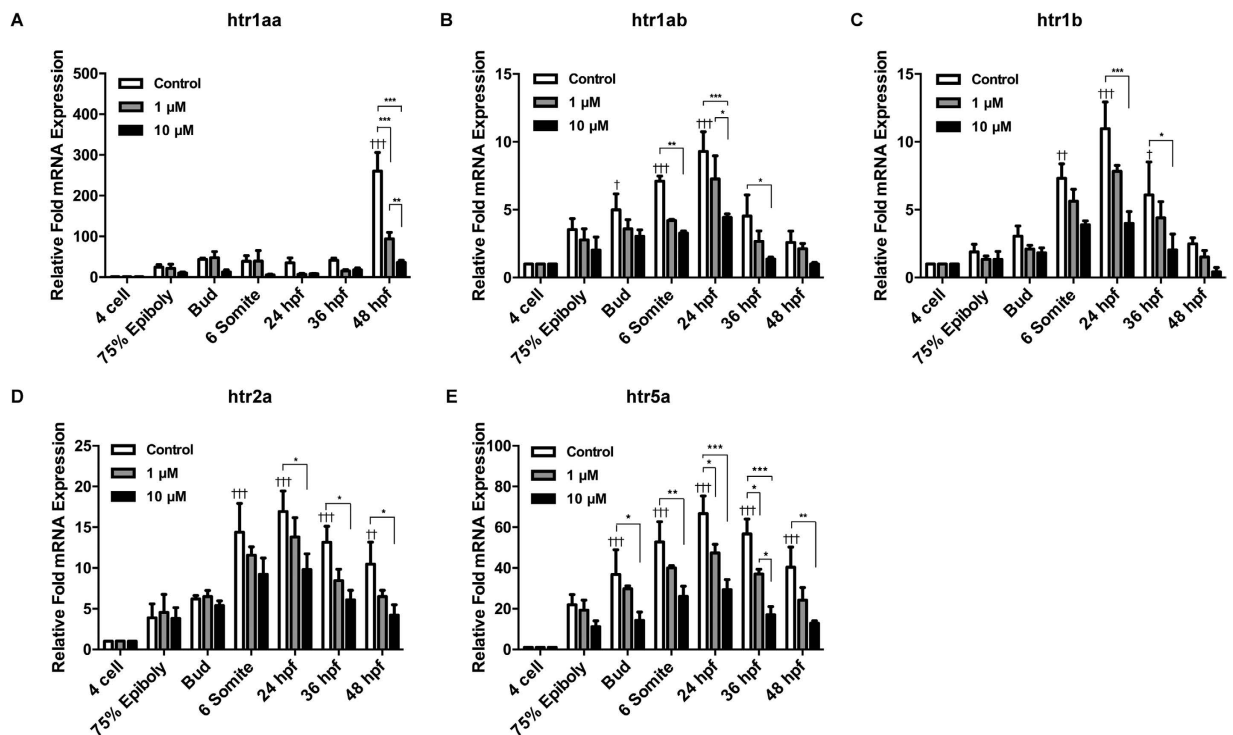 A
htr1aa
Relative Fold mRNA Expression
500
400
300
200
100
0
Control
1 µM
10 µM
***
***
†††
**
4 cell
75% Epiboly
Bud
6 Somite
24 hpf
36 hpf
48 hpf
B
htr1ab
Relative Fold mRNA Expression
15
10
5
0
Control
1 µM
10 µM
†
**
†††
***
*
†††
*
4 cell
75% Epiboly
Bud
6 Somite
24 hpf
36 hpf
48 hpf
C
htr1b
Relative Fold mRNA Expression
15
10
5
0
Control
1 µM
10 µM
††
***
†††
*
†
4 cell
75% Epiboly
Bud
6 Somite
24 hpf
36 hpf
48 hpf
D
htr2a
Relative Fold mRNA Expression
25
20
15
10
5
0
Control
1 µM
10 µM
†††
*
†††
*
†††
*
††
4 cell
75% Epiboly
Bud
6 Somite
24 hpf
36 hpf
48 hpf
E
htr5a
Relative Fold mRNA Expression
100
80
60
40
20
0
Control
1 µM
10 µM
*
†††
**
†††
***
*
†††
***
*
†††
*
**
†††
4 cell
75% Epiboly
Bud
6 Somite
24 hpf
36 hpf
48 hpf